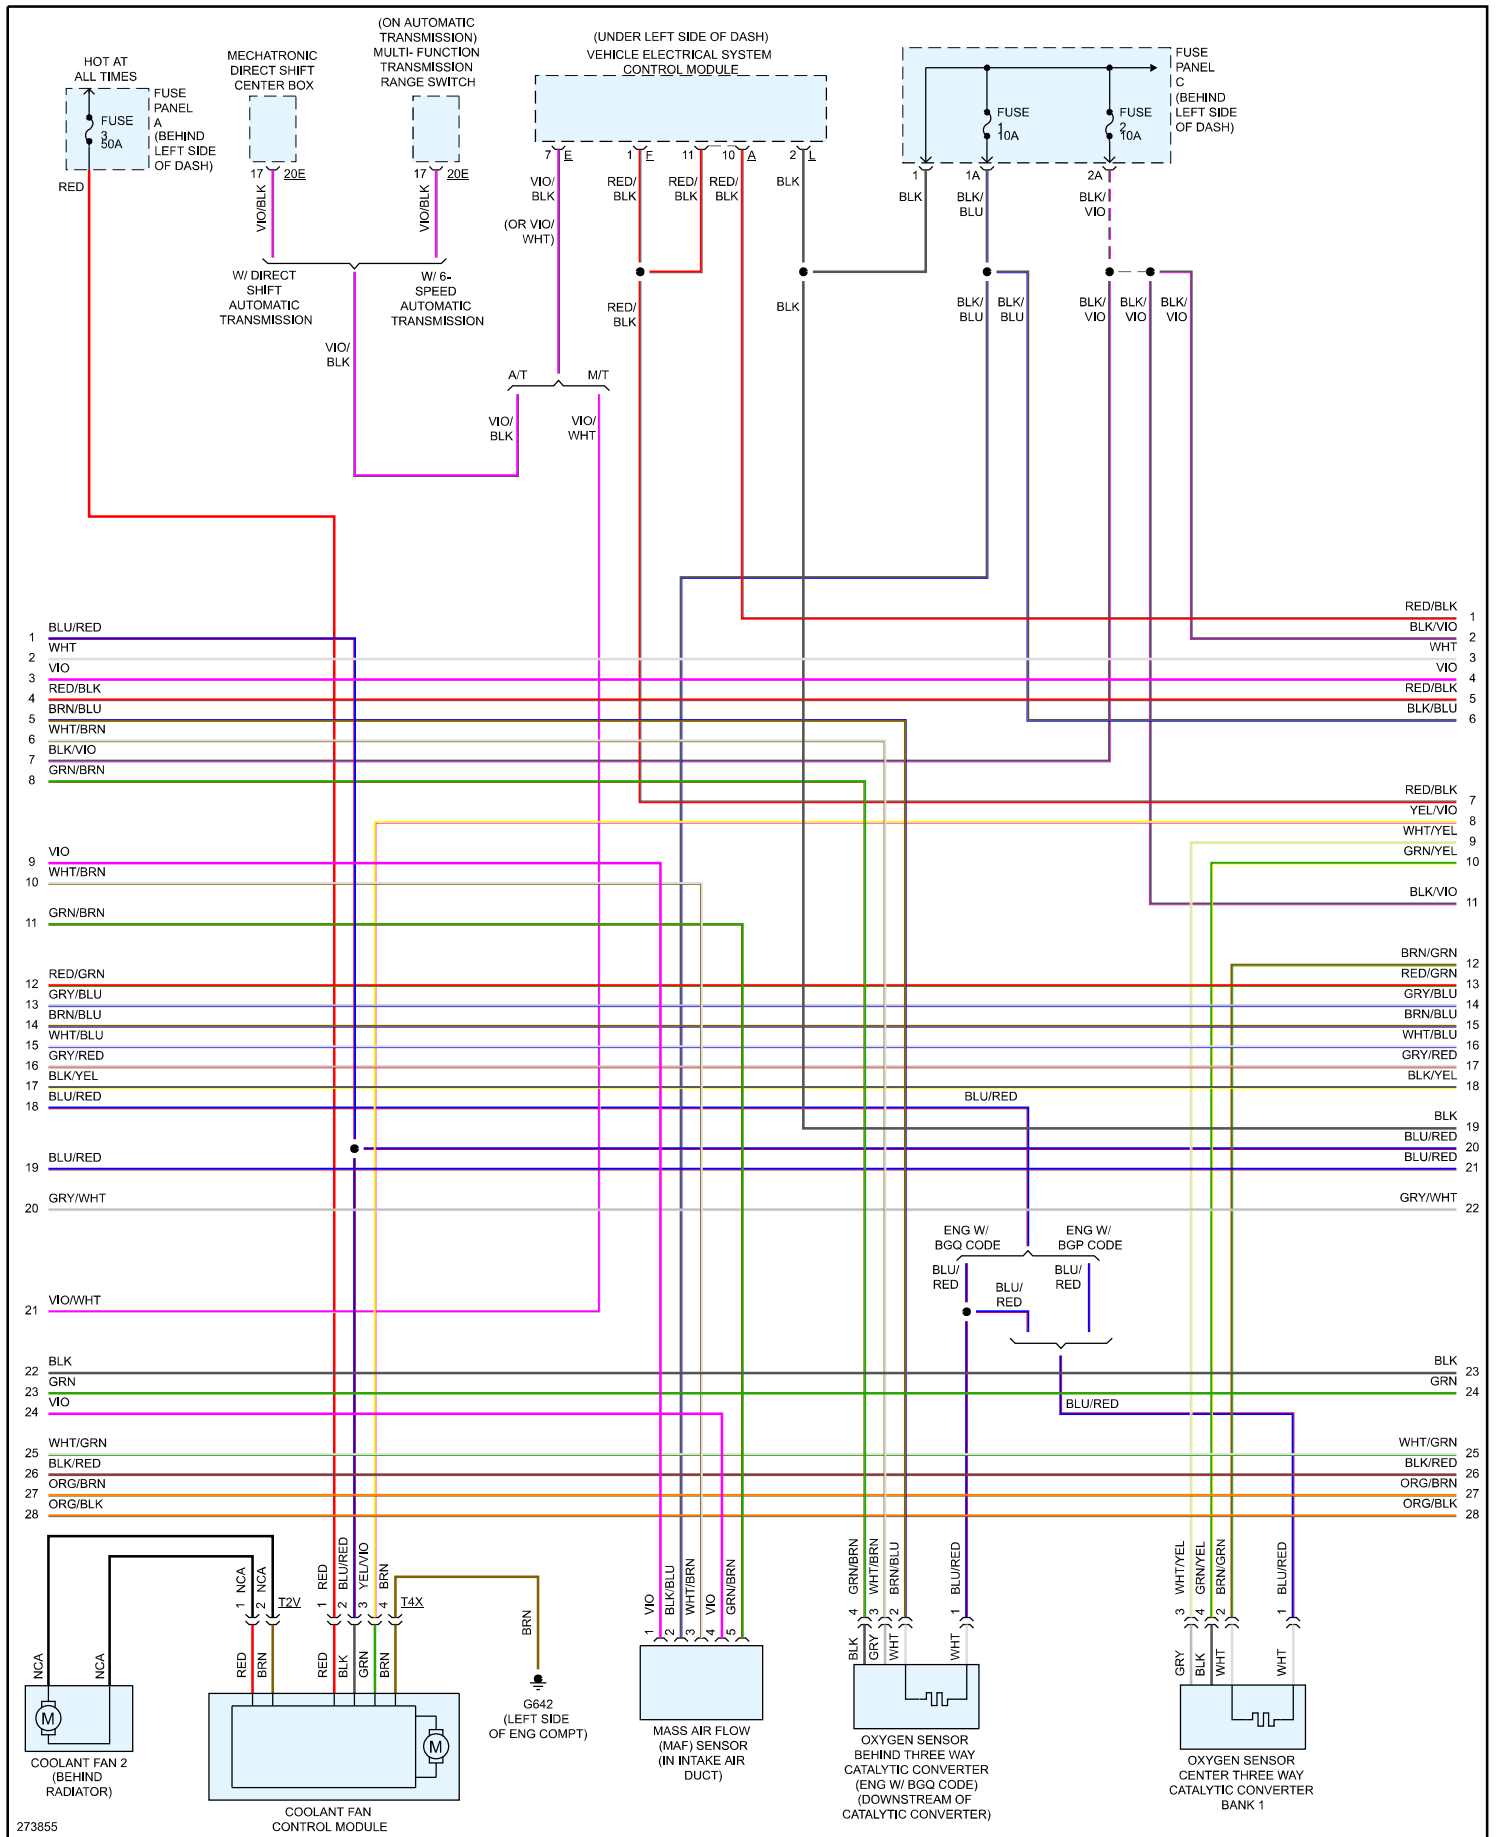 HOT AT
ALL TIMES
FUSE
PANEL
A
(BEHIND
LEFT SIDE
OF DASH)
FUSE
3
50A
RED
MECHATRONIC
DIRECT SHIFT
CENTER BOX
17
20E
VIO/BLK
(ON AUTOMATIC
TRANSMISSION)
MULTI- FUNCTION
TRANSMISSION
RANGE SWITCH
17
20E
VIO/BLK
W/ DIRECT
SHIFT
AUTOMATIC
TRANSMISSION
W/ 6-
SPEED
AUTOMATIC
TRANSMISSION
VIO/
BLK
(UNDER LEFT SIDE OF DASH)
VEHICLE ELECTRICAL SYSTEM
CONTROL MODULE
7 E
1 F
11
10 A
2 L
VIO/
BLK
(OR VIO/
WHT)
RED/
BLK
RED/
BLK
RED/
BLK
BLK
RED/
BLK
BLK
A/T
M/T
VIO/
BLK
VIO/
WHT
FUSE
PANEL
C
(BEHIND
LEFT SIDE
OF DASH)
FUSE
1
10A
FUSE
2
10A
1
1A
2A
BLK
BLK/
BLU
BLK/
VIO
BLK/
BLU
BLK/
BLU
BLK/
VIO
BLK/
VIO
BLK/
VIO
1 BLU/RED
2 WHT
3 VIO
4 RED/BLK
5 BRN/BLU
6 WHT/BRN
7 BLK/VIO
8 GRN/BRN
9 VIO
10 WHT/BRN
11 GRN/BRN
12 RED/GRN
13 GRY/BLU
14 BRN/BLU
15 WHT/BLU
16 GRY/RED
17 BLK/YEL
18 BLU/RED
19 BLU/RED
20 GRY/WHT
21 VIO/WHT
22 BLK
23 GRN
24 VIO
25 WHT/GRN
26 BLK/RED
27 ORG/BRN
28 ORG/BLK
RED/BLK 1
BLK/VIO 2
WHT 3
VIO 4
RED/BLK 5
BLK/BLU 6
RED/BLK 7
YEL/VIO 8
WHT/YEL 9
GRN/YEL 10
BLK/VIO 11
BRN/GRN 12
RED/GRN 13
GRY/BLU 14
BRN/BLU 15
WHT/BLU 16
GRY/RED 17
BLK/YEL 18
BLK 19
BLU/RED 20
BLU/RED 21
GRY/WHT 22
BLK 23
GRN 24
WHT/GRN 25
BLK/RED 26
ORG/BRN 27
ORG/BLK 28
BLU/RED
ENG W/
BGQ CODE
ENG W/
BGP CODE
BLU/
RED
BLU/
RED
BLU/
RED
BLU/RED
NCA
NCA
M
COOLANT FAN 2
(BEHIND
RADIATOR)
1 NCA
2 NCA
T2V
RED
BRN
1 RED
2 BLU/RED
3 YEL/VIO
4 BRN
T4X
RED
BLK
GRN
BRN
M
COOLANT FAN
CONTROL MODULE
BRN
G642
(LEFT SIDE
OF ENG COMPT)
1 VIO
2 BLK/BLU
3 WHT/BRN
4 VIO
5 GRN/BRN
MASS AIR FLOW
(MAF) SENSOR
(IN INTAKE AIR
DUCT)
4 GRN/BRN
3 WHT/BRN
2 BRN/BLU
1 BLU/RED
BLK
GRY
WHT
WHT
OXYGEN SENSOR
BEHIND THREE WAY
CATALYTIC CONVERTER
(ENG W/ BGQ CODE)
(DOWNSTREAM OF
CATALYTIC CONVERTER)
3 WHT/YEL
4 GRN/YEL
2 BRN/GRN
1 BLU/RED
GRY
BLK
WHT
WHT
OXYGEN SENSOR
CENTER THREE WAY
CATALYTIC CONVERTER
BANK 1
273855